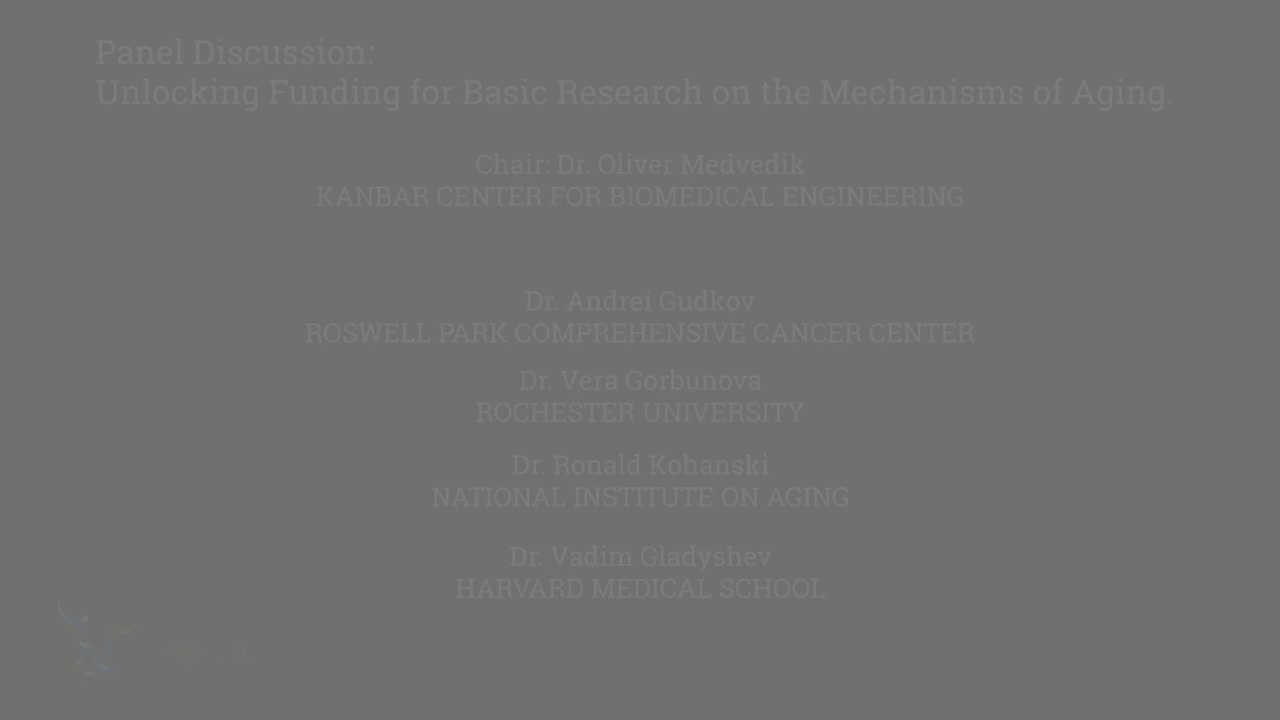 Panel Discussion:
Unlocking Funding for Basic Research on the Mechanisms of Aging.
Chair: Dr. Oliver Medvedik
KANBAR CENTER FOR BIOMEDICAL ENGINEERING
Dr. Andrei Gudkov
ROSWELL PARK COMPREHENSIVE CANCER CENTER
Dr. Vera Gorbunova
ROCHESTER UNIVERSITY
Dr. Ronald Kohanski
NATIONAL INSTITUTE ON AGING
Dr. Vadim Gladyshev
HARVARD MEDICAL SCHOOL